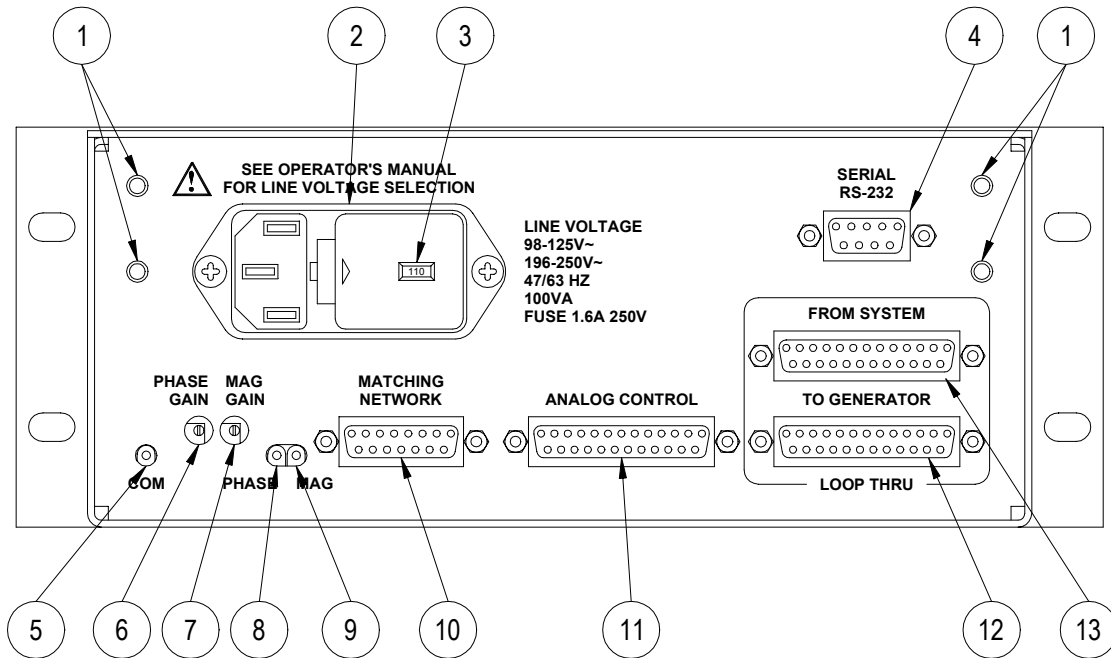 1
2
3
4
1
SEE OPERATOR'S MANUAL
FOR LINE VOLTAGE SELECTION
SERIAL
RS-232
LINE VOLTAGE
98-125V~
196-250V~
47/63 HZ
100VA
FUSE 1.6A 250V
110
FROM SYSTEM
PHASE
GAIN
MAG
GAIN
MATCHING
NETWORK
ANALOG CONTROL
TO GENERATOR
COM
PHASE
MAG
LOOP THRU
5
6
7
8
9
10
11
12
13